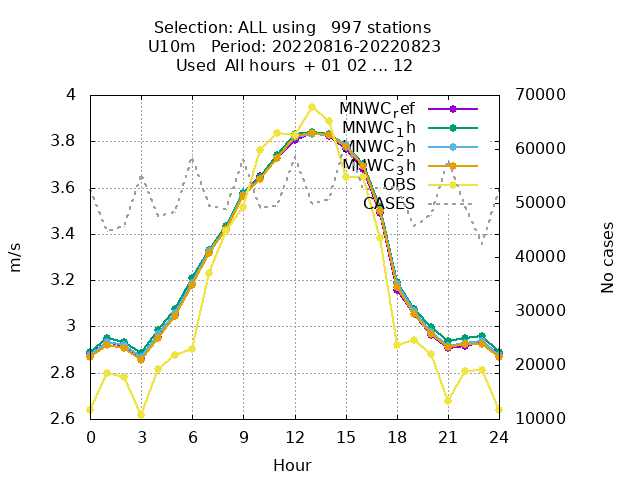 Selection: ALL using 997 stations
U10m Period: 20220816-20220823
Used All hours + 01 02 ... 12
4
3.8
3.6
3.4
3.2
3
2.8
2.6
m/s
70000
60000
50000
40000
30000
20000
10000
No cases
MNWC_ref
MNWC_1h
MNWC_2h
MNWC_3h
OBS
CASES
0 3 6 9 12 15 18 21 24
Hour